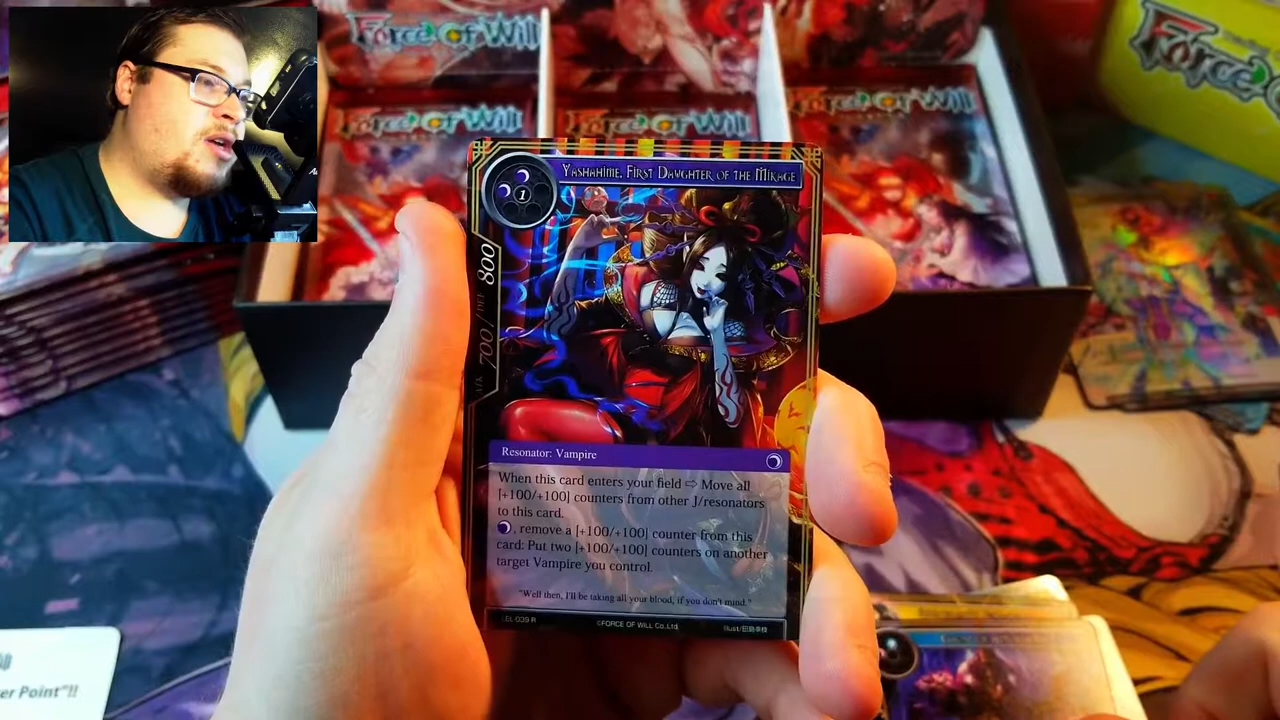 Force Of Will
Force
Force Of Will
Force Of Will
Force Of Will
YASHAHIME, FIRST DAUGHTER OF THE MIRAGE
1
ATK 700 / DEF 800
Resonator: Vampire
When this card enters your field ⇨ Move all
[+100/+100] counters from other J/resonators
to this card.
, remove a [+100/+100] counter from this
card: Put two [+100/+100] counters on another
target Vampire you control.
"Well then, I'll be taking all your blood, if you don't mind."
LEL-039 R
©FORCE OF WILL Co.,Ltd.
er Point"!!